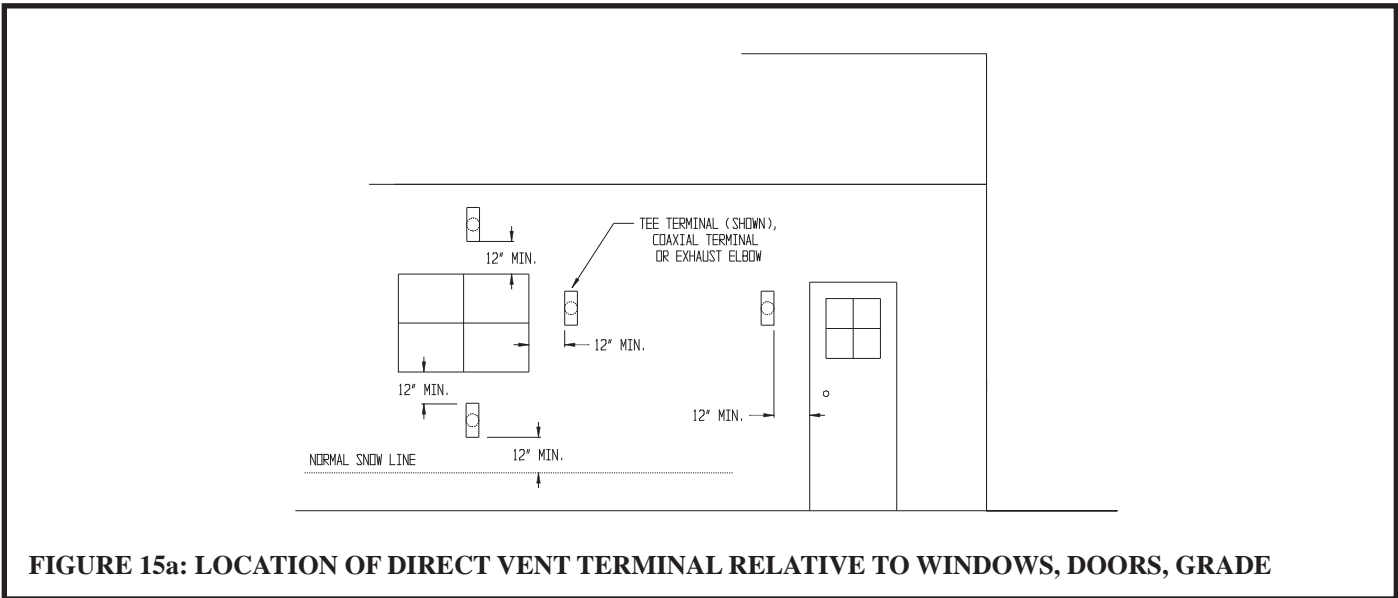 TEE TERMINAL (SHOWN),
COAXIAL TERMINAL
OR EXHAUST ELBOW
12" MIN.
12" MIN.
12" MIN.
12" MIN.
12" MIN.
NORMAL SNOW LINE
FIGURE 15a: LOCATION OF DIRECT VENT TERMINAL RELATIVE TO WINDOWS, DOORS, GRADE